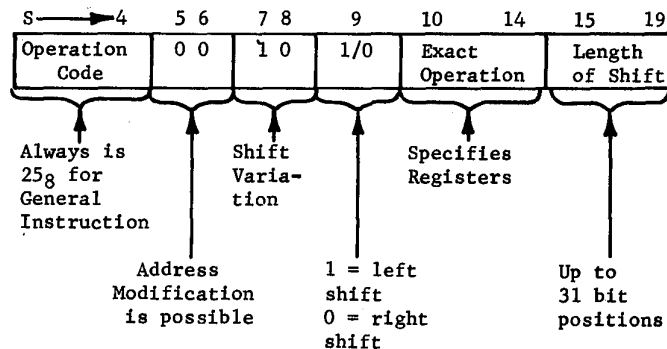 S 4 5 6 7 8 9 10 14 15 19
Operation Code
0 0
1 0
1/0
Exact Operation
Length of Shift
Always is
25₈ for
General
Instruction
Shift
Varia-
tion
Specifies
Registers
Address
Modification
is possible
1 = left
shift
0 = right
shift
Up to
31 bit
positions